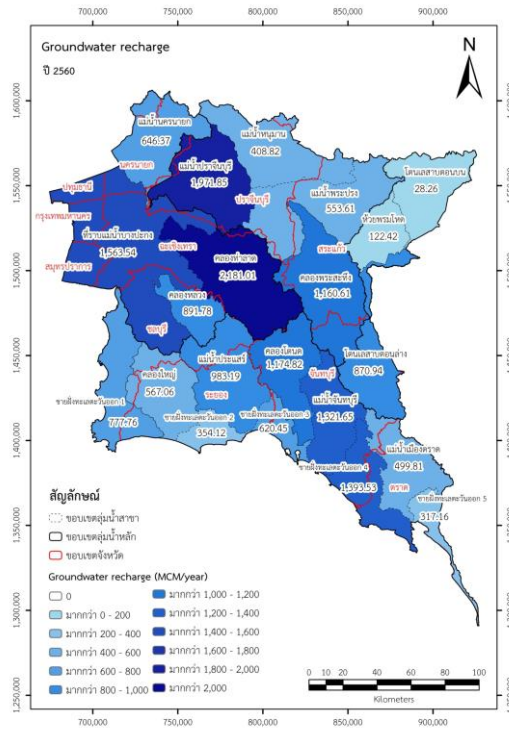 700,000 750,000 800,000 850,000 900,000
Groundwater recharge
ปี 2560
N
1,600,000
1,550,000
1,500,000
1,450,000
1,400,000
1,350,000
1,300,000
1,250,000
แม่น้ำนครนายก
646.37
นครนายก
แม่น้ำปราจีนบุรี
1,971.85
แม่น้ำหนุมาน
408.82
ปราจีนบุรี
แม่น้ำพระปรง
553.61
โตนเลสาบตอนบน
28.26
ห้วยพรมโหด
122.42
ปทุมธานี
กรุงเทพมหานคร
ที่ราบแม่น้ำบางปะกง
1,563.54
สมุทรปราการ
ฉะเชิงเทรา
คลองท่าลาด
2,181.01
สระแก้ว
คลองพระสะทึง
1,160.61
คลองหลวง
891.78
ชลบุรี
แม่น้ำประแสร์
983.19
ระยอง
คลองโตนด
1,174.82
โตนเลสาบตอนล่าง
870.94
คลองใหญ่
567.06
จันทบุรี
แม่น้ำจันทบุรี
1,321.65
ชายฝั่งทะเลตะวันออก 1
777.76
ชายฝั่งทะเลตะวันออก 2
354.12
ชายฝั่งทะเลตะวันออก 3
620.45
แม่น้ำเมืองตราด
499.81
ชายฝั่งทะเลตะวันออก 4
1,393.53
ตราด
ชายฝั่งทะเลตะวันออก 5
317.16
สัญลักษณ์
ขอบเขตลุ่มน้ำสาขา
ขอบเขตลุ่มน้ำหลัก
ขอบเขตจังหวัด
Groundwater recharge (MCM/year)
0
มากกว่า 0 - 200
มากกว่า 200 - 400
มากกว่า 400 - 600
มากกว่า 600 - 800
มากกว่า 800 - 1,000
มากกว่า 1,000 - 1,200
มากกว่า 1,200 - 1,400
มากกว่า 1,400 - 1,600
มากกว่า 1,600 - 1,800
มากกว่า 1,800 - 2,000
มากกว่า 2,000
0 10 20 40 60 80 100
Kilometers
700,000 750,000 800,000 850,000 900,000